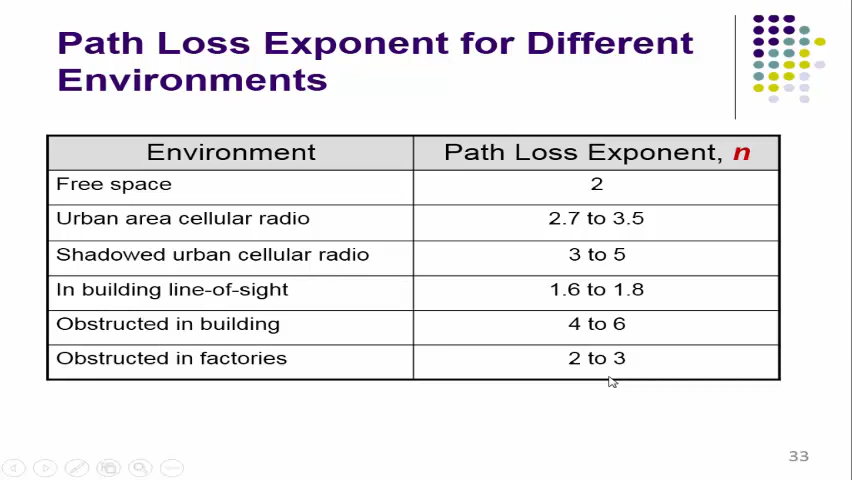 Path Loss Exponent for Different
Environments
Environment Path Loss Exponent, n
Free space 2
Urban area cellular radio 2.7 to 3.5
Shadowed urban cellular radio 3 to 5
In building line-of-sight 1.6 to 1.8
Obstructed in building 4 to 6
Obstructed in factories 2 to 3
33